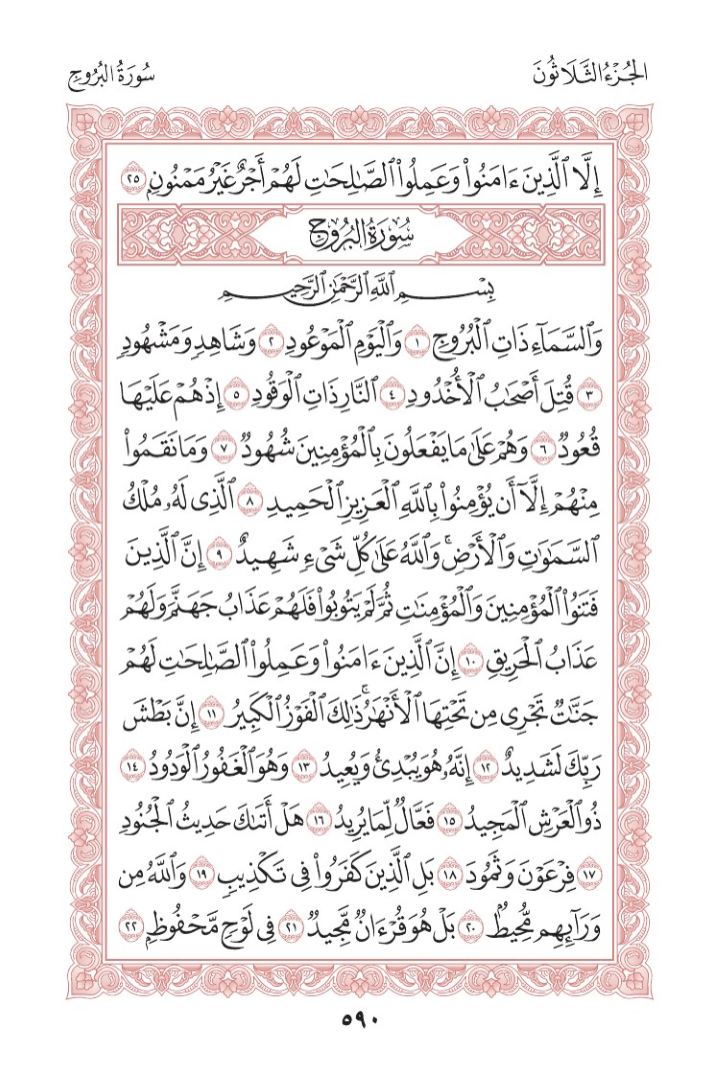 الجُزْءُ الثَّلَاثُونَ
سُورَةُ البُرُوجِ
إِلَّا ٱلَّذِينَ ءَامَنُوا۟ وَعَمِلُوا۟ ٱلصَّٰلِحَٰتِ لَهُمْ أَجْرٌ غَيْرُ مَمْنُونٍۭ ٢٥
سُورَةُ البُرُوجِ
بِسْمِ ٱللَّهِ ٱلرَّحْمَٰنِ ٱلرَّحِيمِ
وَٱلسَّمَآءِ ذَاتِ ٱلْبُرُوجِ ١ وَٱلْيَوْمِ ٱلْمَوْعُودِ ٢ وَشَاهِدٍ وَمَشْهُودٍ
٣ قُتِلَ أَصْحَٰبُ ٱلْأُخْدُودِ ٤ ٱلنَّارِ ذَاتِ ٱلْوَقُودِ ٥ إِذْ هُمْ عَلَيْهَا
قُعُودٌ ٦ وَهُمْ عَلَىٰ مَا يَفْعَلُونَ بِٱلْمُؤْمِنِينَ شُهُودٌ ٧ وَمَا نَقَمُوا۟
مِنْهُمْ إِلَّآ أَن يُؤْمِنُوا۟ بِٱللَّهِ ٱلْعَزِيزِ ٱلْحَمِيدِ ٨ ٱلَّذِى لَهُۥ مُلْكُ
ٱلسَّمَٰوَٰتِ وَٱلْأَرْضِ ۚ وَٱللَّهُ عَلَىٰ كُلِّ شَىْءٍ شَهِيدٌ ٩ إِنَّ ٱلَّذِينَ
فَتَنُوا۟ ٱلْمُؤْمِنِينَ وَٱلْمُؤْمِنَٰتِ ثُمَّ لَمْ يَتُوبُوا۟ فَلَهُمْ عَذَابُ جَهَنَّمَ وَلَهُمْ
عَذَابُ ٱلْحَرِيقِ ١٠ إِنَّ ٱلَّذِينَ ءَامَنُوا۟ وَعَمِلُوا۟ ٱلصَّٰلِحَٰتِ لَهُمْ
جَنَّٰتٌ تَجْرِى مِن تَحْتِهَا ٱلْأَنْهَٰرُ ۚ ذَٰلِكَ ٱلْفَوْزُ ٱلْكَبِيرُ ١١ إِنَّ بَطْشَ
رَبِّكَ لَشَدِيدٌ ١٢ إِنَّهُۥ هُوَ يُبْدِئُ وَيُعِيدُ ١٣ وَهُوَ ٱلْغَفُورُ ٱلْوَدُودُ ١٤
ذُو ٱلْعَرْشِ ٱلْمَجِيدُ ١٥ فَعَّالٌ لِّمَا يُرِيدُ ١٦ هَلْ أَتَىٰكَ حَدِيثُ ٱلْجُنُودِ
١٧ فِرْعَوْنَ وَثَمُودَ ١٨ بَلِ ٱلَّذِينَ كَفَرُوا۟ فِى تَكْذِيبٍ ١٩ وَٱللَّهُ مِن
وَرَآئِهِم مُّحِيطٌۢ ٢٠ بَلْ هُوَ قُرْءَانٌ مَّجِيدٌ ٢١ فِى لَوْحٍ مَّحْفُوظٍۭ ٢٢
٥٩٠